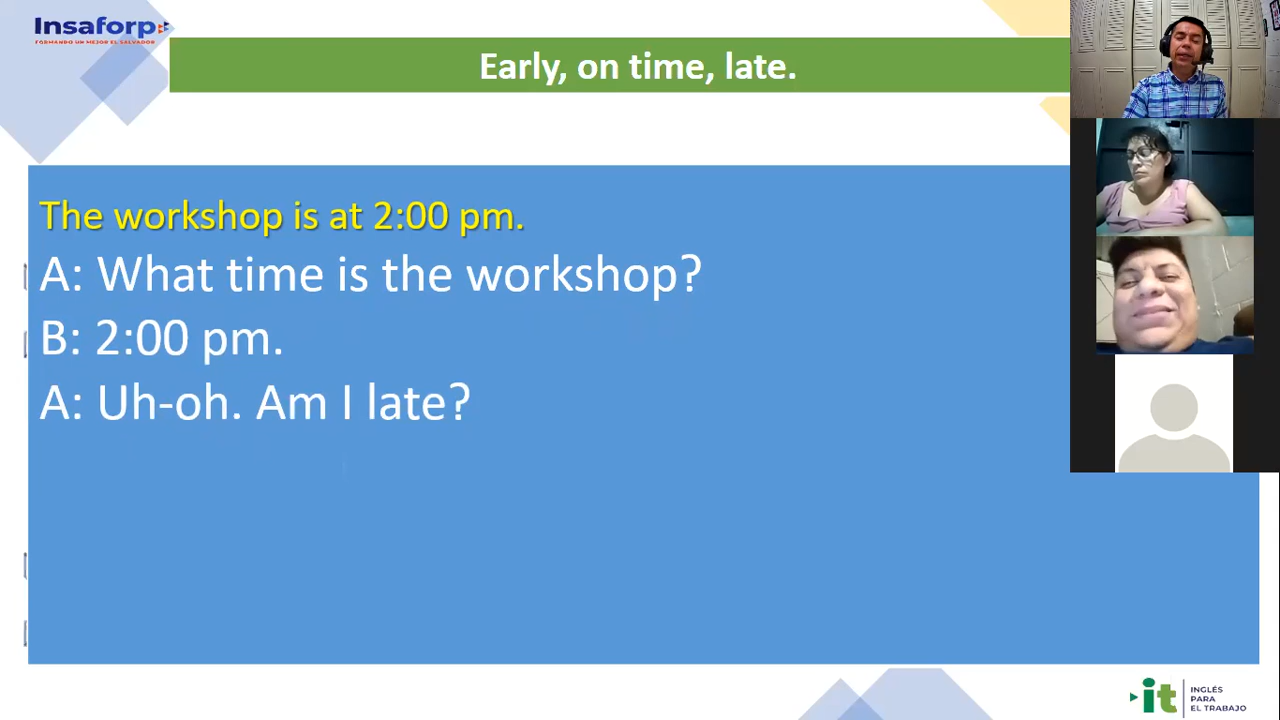 Insaforp
FORMANDO UN MEJOR EL SALVADOR
Early, on time, late.
The workshop is at 2:00 pm.
A: What time is the workshop?
B: 2:00 pm.
A: Uh-oh. Am I late?
it
INGLÉS
PARA
EL TRABAJO